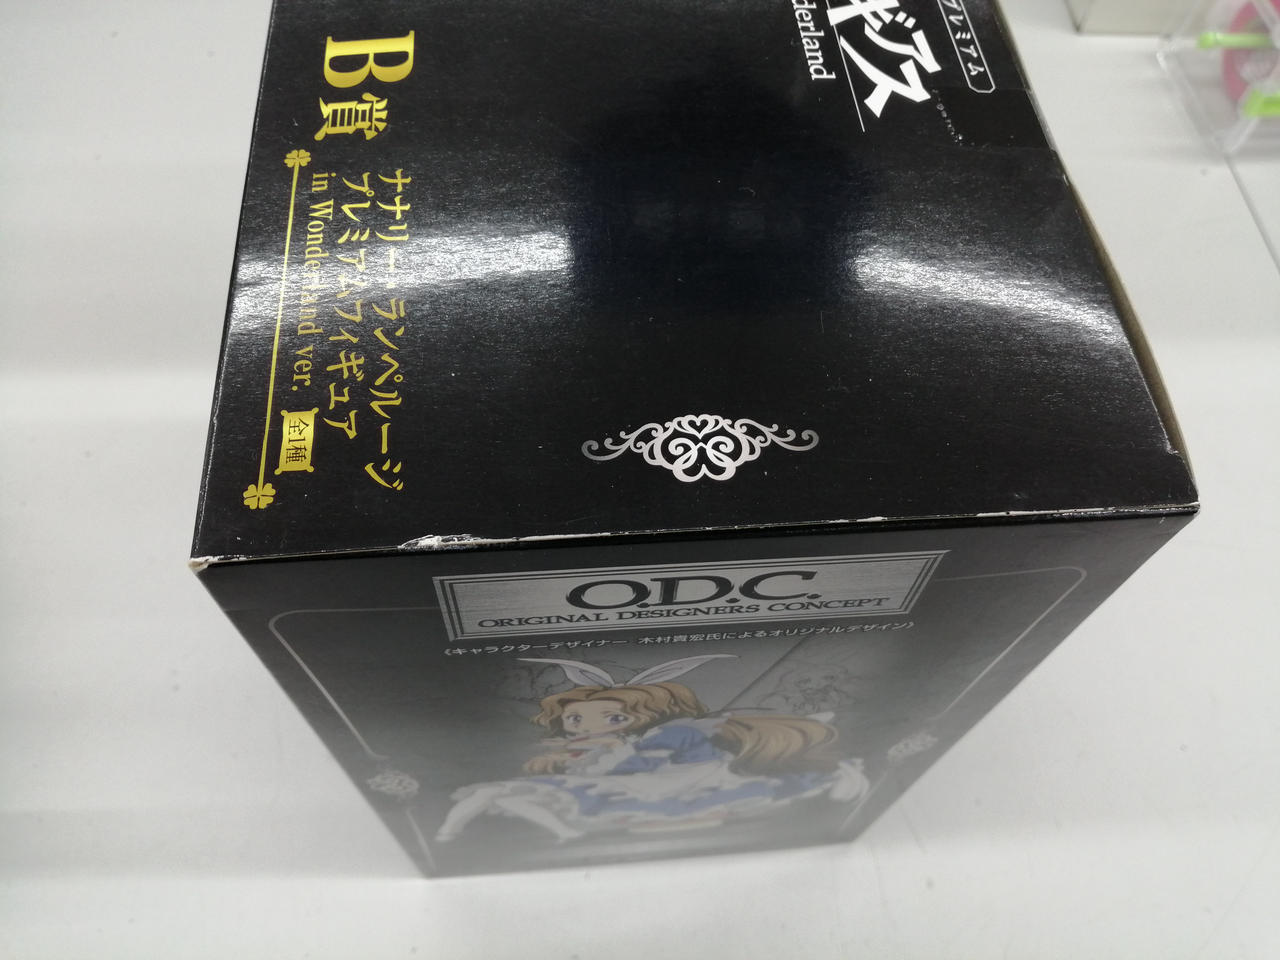 プレミアム
ギアス
derland
B賞
ナナリー・ランペルージ
プレミアムフィギュア
in Wonderland ver.
全1種
O.D.C.
ORIGINAL DESIGNERS CONCEPT
《キャラクターデザイナー 木村貴宏氏によるオリジナルデザイン》